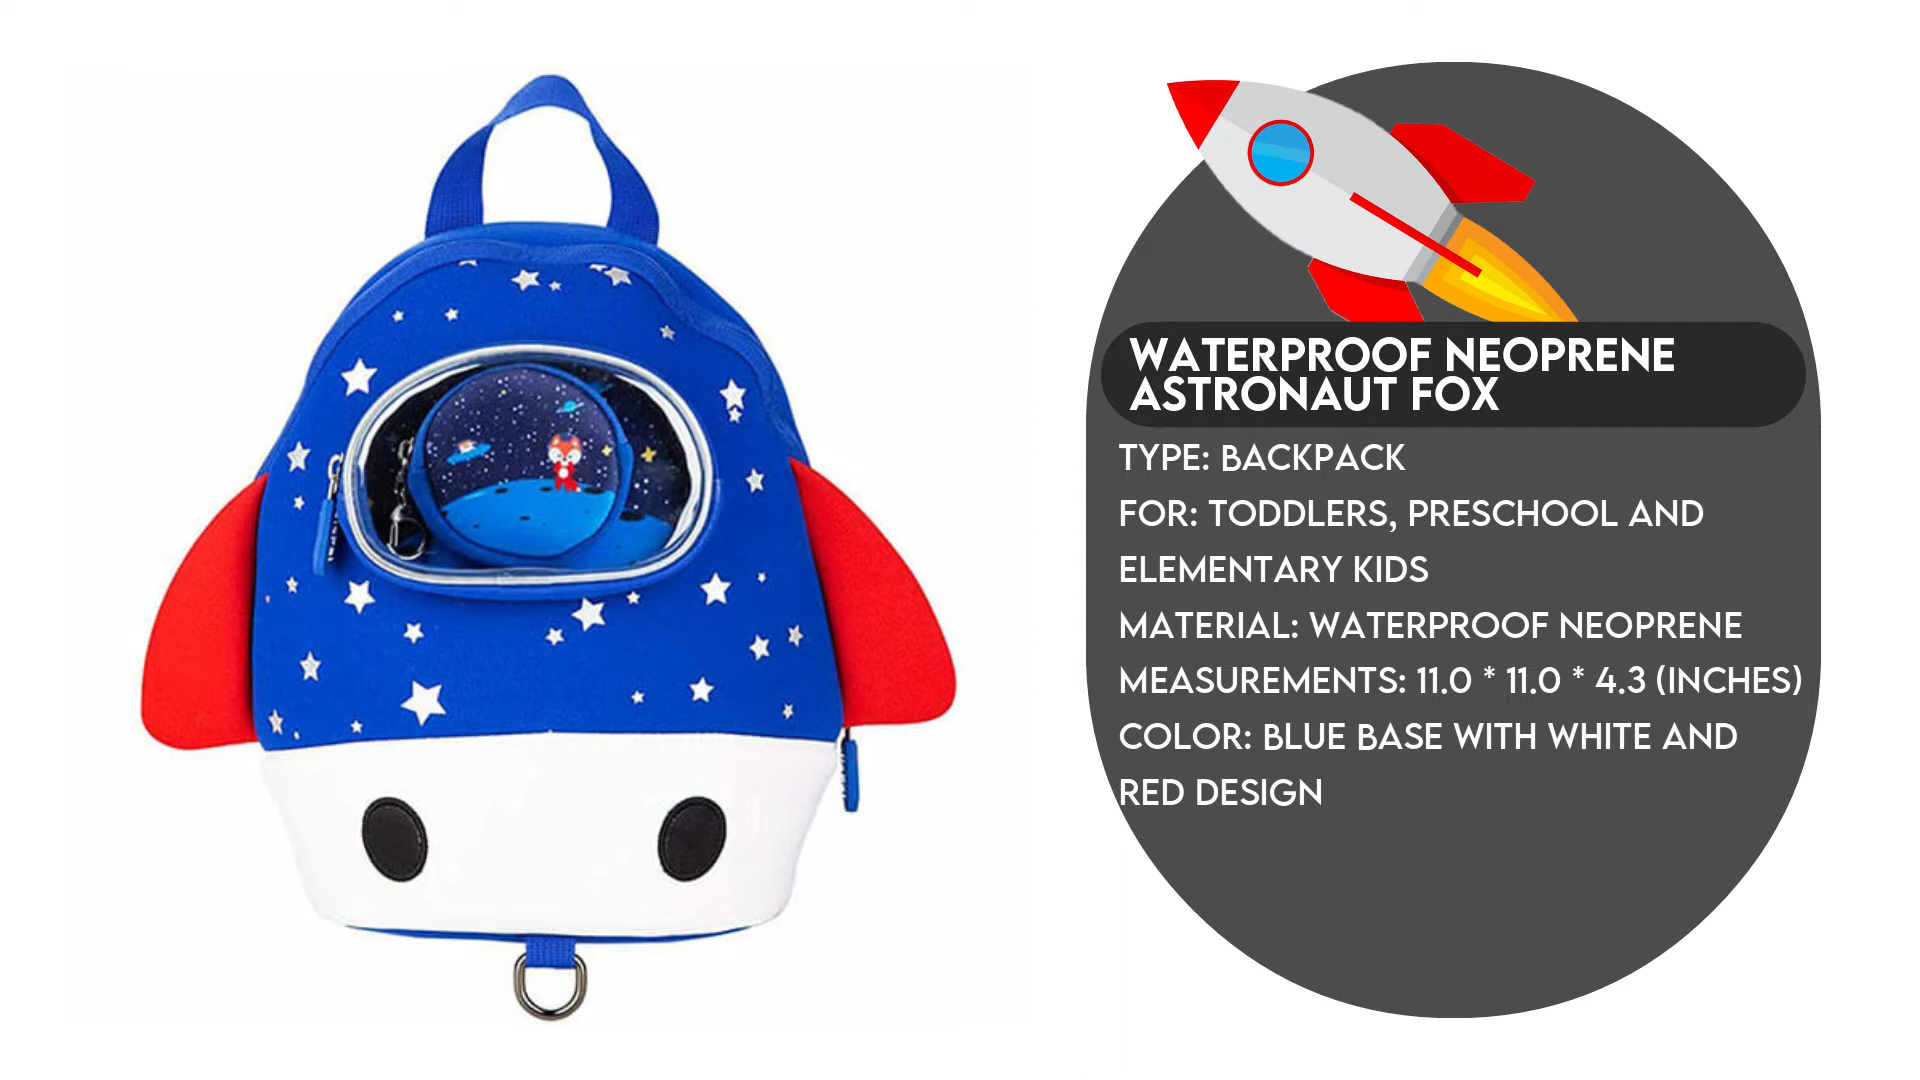 WATERPROOF NEOPRENE
ASTRONAUT FOX
TYPE: BACKPACK
FOR: TODDLERS, PRESCHOOL AND
ELEMENTARY KIDS
MATERIAL: WATERPROOF NEOPRENE
MEASUREMENTS: 11.0 * 11.0 * 4.3 (INCHES)
COLOR: BLUE BASE WITH WHITE AND
RED DESIGN